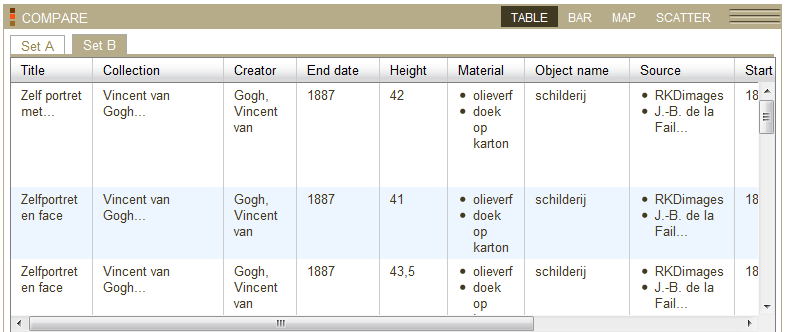 COMPARE TABLE BAR MAP SCATTER
Set A Set B
Title Collection Creator End date Height Material Object name Source Start
Zelf portret Vincent van Gogh, 1887 42 • olieverf schilderij • RKDimages 18
met... Gogh... Vincent • doek • J.-B. de la
van op Fail...
karton
Zelfportret Vincent van Gogh, 1887 41 • olieverf schilderij • RKDimages 18
en face Gogh... Vincent • doek • J.-B. de la
van op Fail...
karton
Zelfportret Vincent van Gogh, 1887 43,5 • olieverf schilderij • RKDimages 18
en face Gogh... Vincent • doek • J.-B. de la
van op Fail...